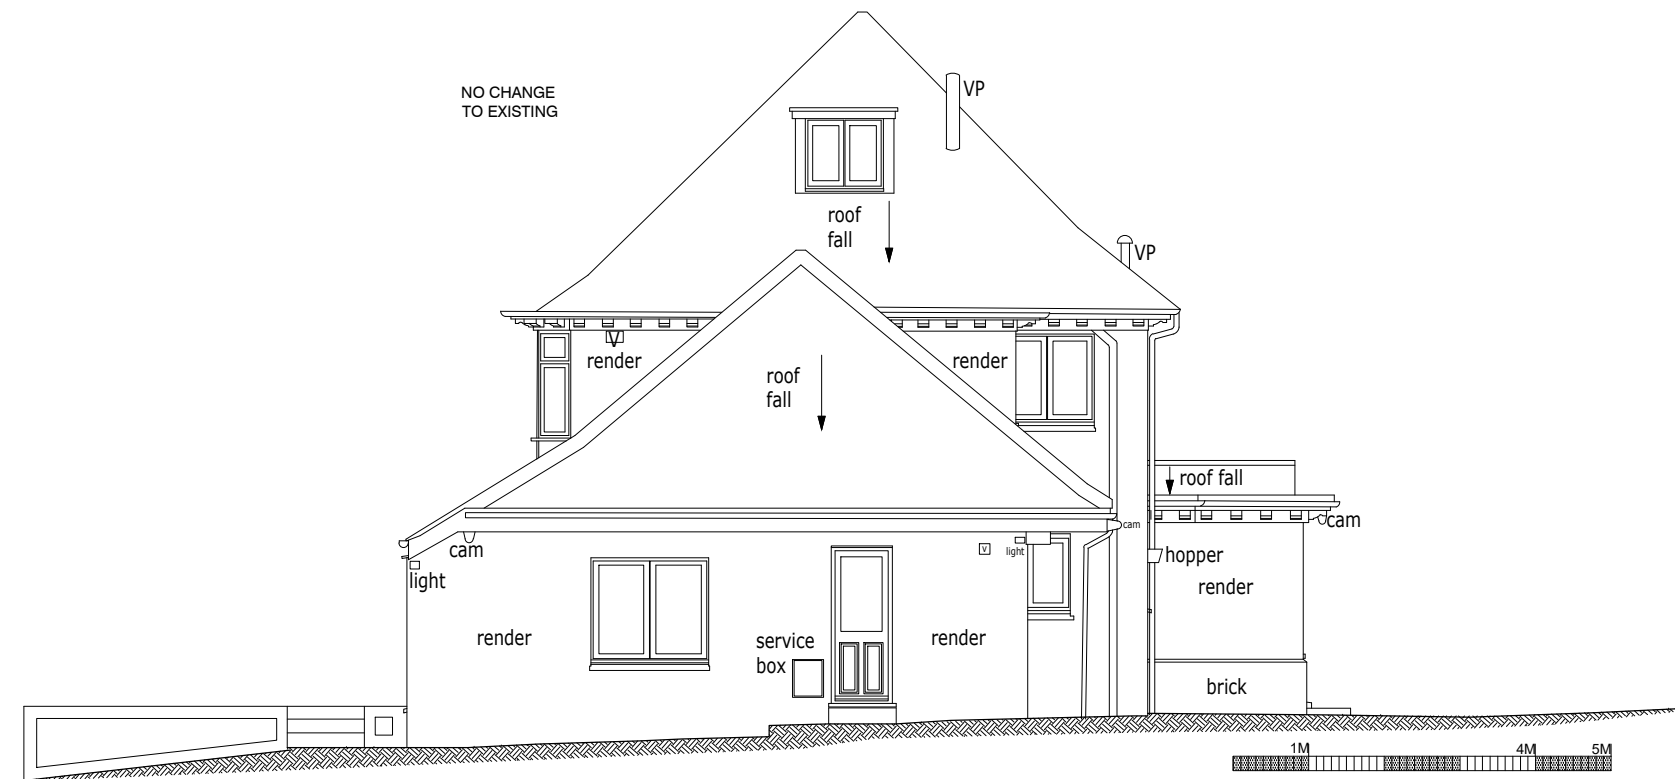 NO CHANGE
TO EXISTING
VP
roof
fall
VP
V
render
render
roof
fall
roof fall
cam
cam
cam
V
light
hopper
light
render
render
service
box
render
brick
1M
4M
5M